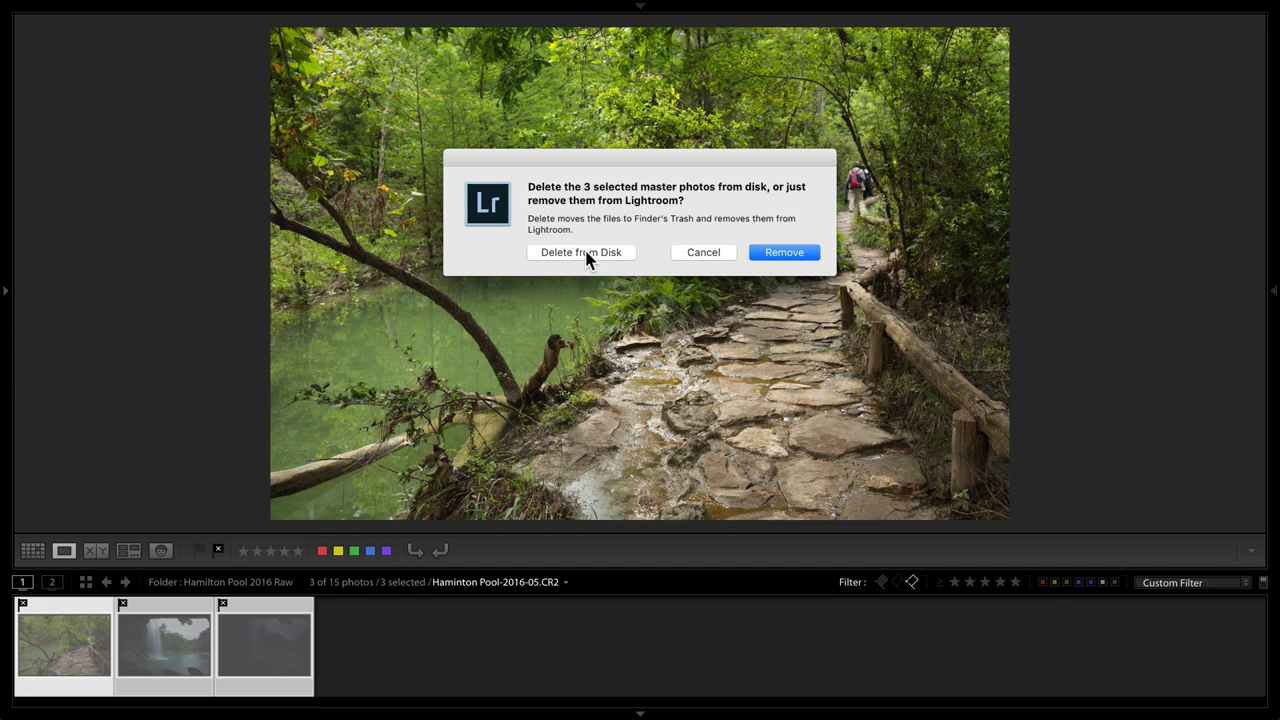 Lr
Delete the 3 selected master photos from disk, or just
remove them from Lightroom?
Delete moves the files to Finder's Trash and removes them from
Lightroom.
Delete from Disk
Cancel
Remove
X Y
1
2
Folder : Hamilton Pool 2016 Raw
3 of 15 photos / 3 selected / Haminton Pool-2016-05.CR2
Filter :
≥
Custom Filter